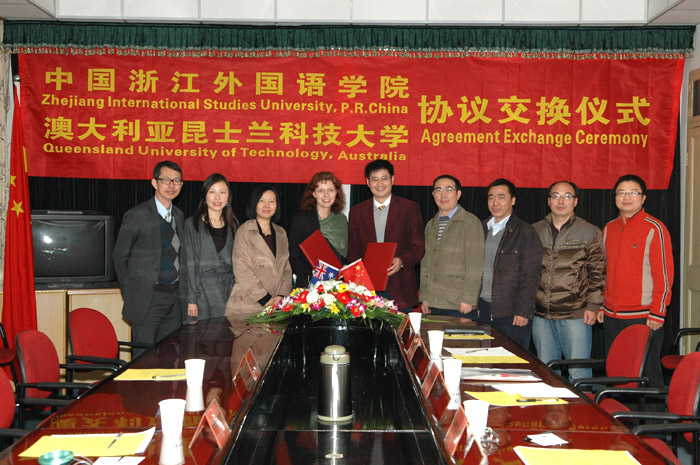 中国浙江外国语学院
Zhejiang International Studies University, P.R.China
澳大利亚昆士兰科技大学
Queensland University of Technology, Australia
协议交换仪式
Agreement Exchange Ceremony